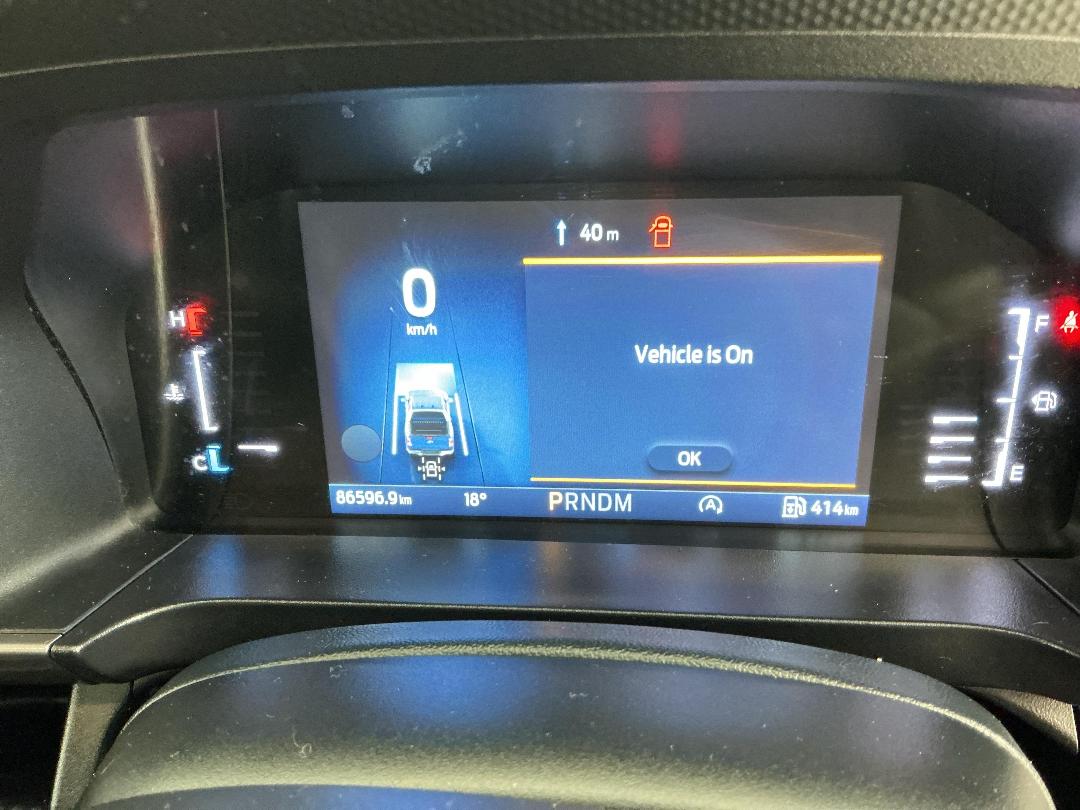 40 m
0
km/h
H
F
Vehicle is On
C
E
OK
86596.9 km
18°
PRNDM
A
414 km